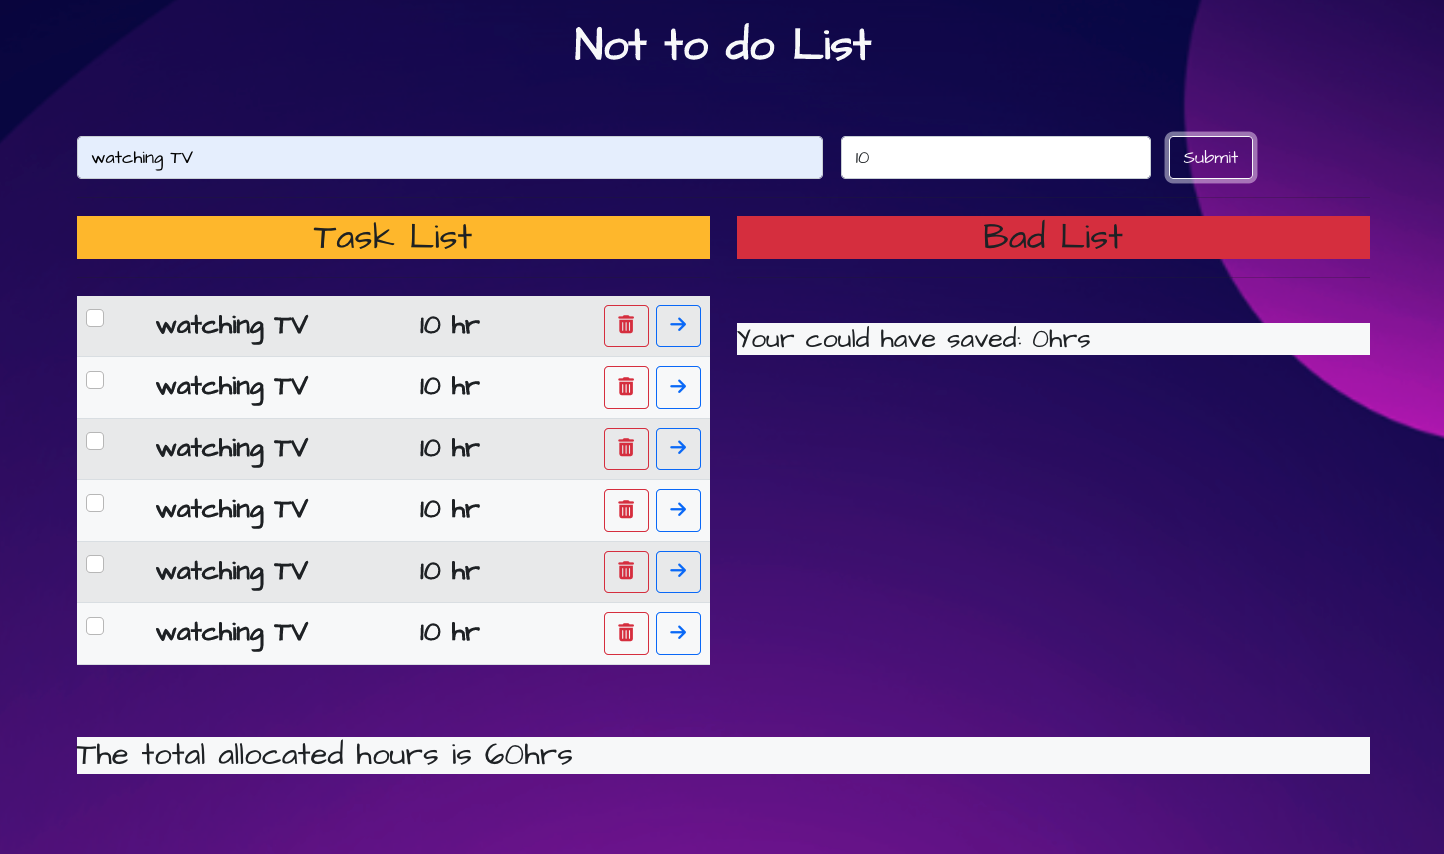 Not to do List
watching TV 10 Submit
Task List
watching TV 10 hr
watching TV 10 hr
watching TV 10 hr
watching TV 10 hr
watching TV 10 hr
watching TV 10 hr
Bad List
Your could have saved: 0hrs
The total allocated hours is 60hrs